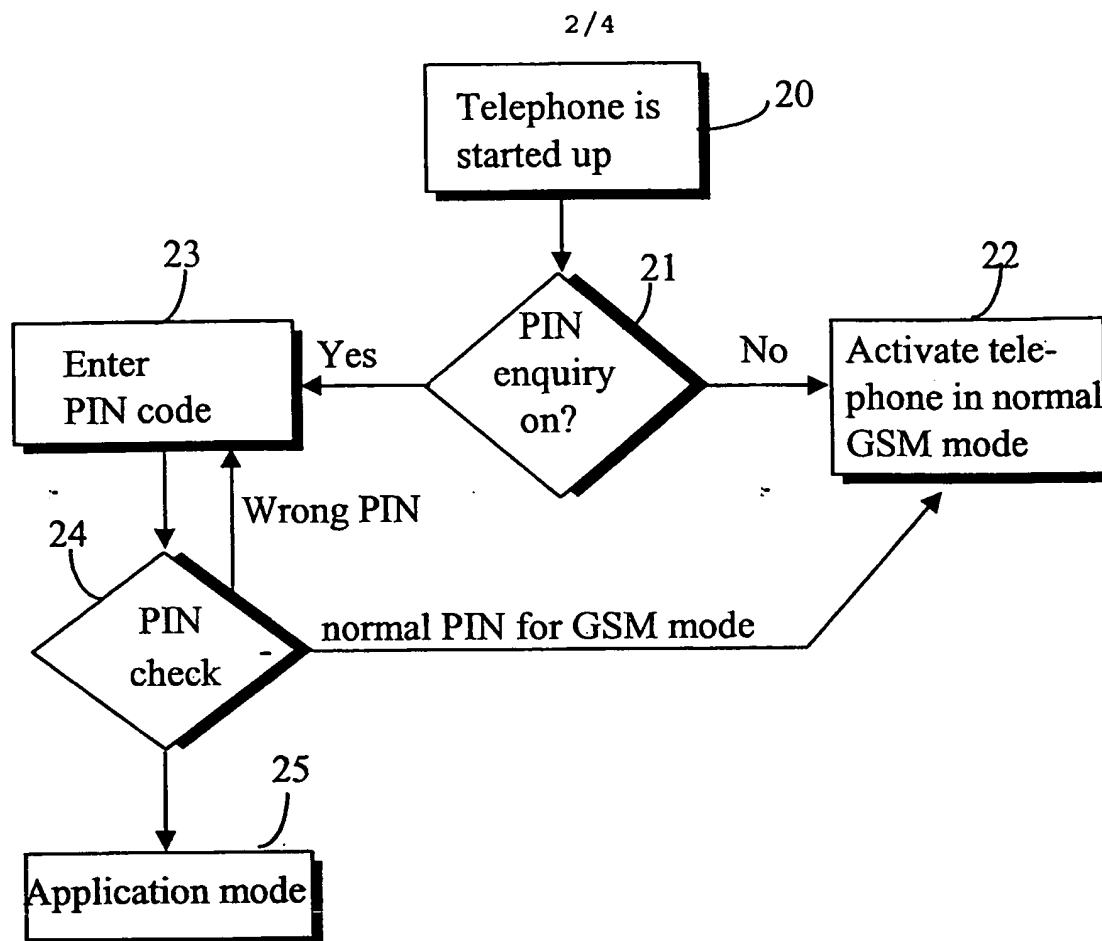 2/4
Telephone is
started up
20
23
21
22
PIN
enquiry
on?
Yes
No
Enter
PIN code
Activate tele-
phone in normal
GSM mode
Wrong PIN
24
PIN
check
normal PIN for GSM mode
25
Application mode